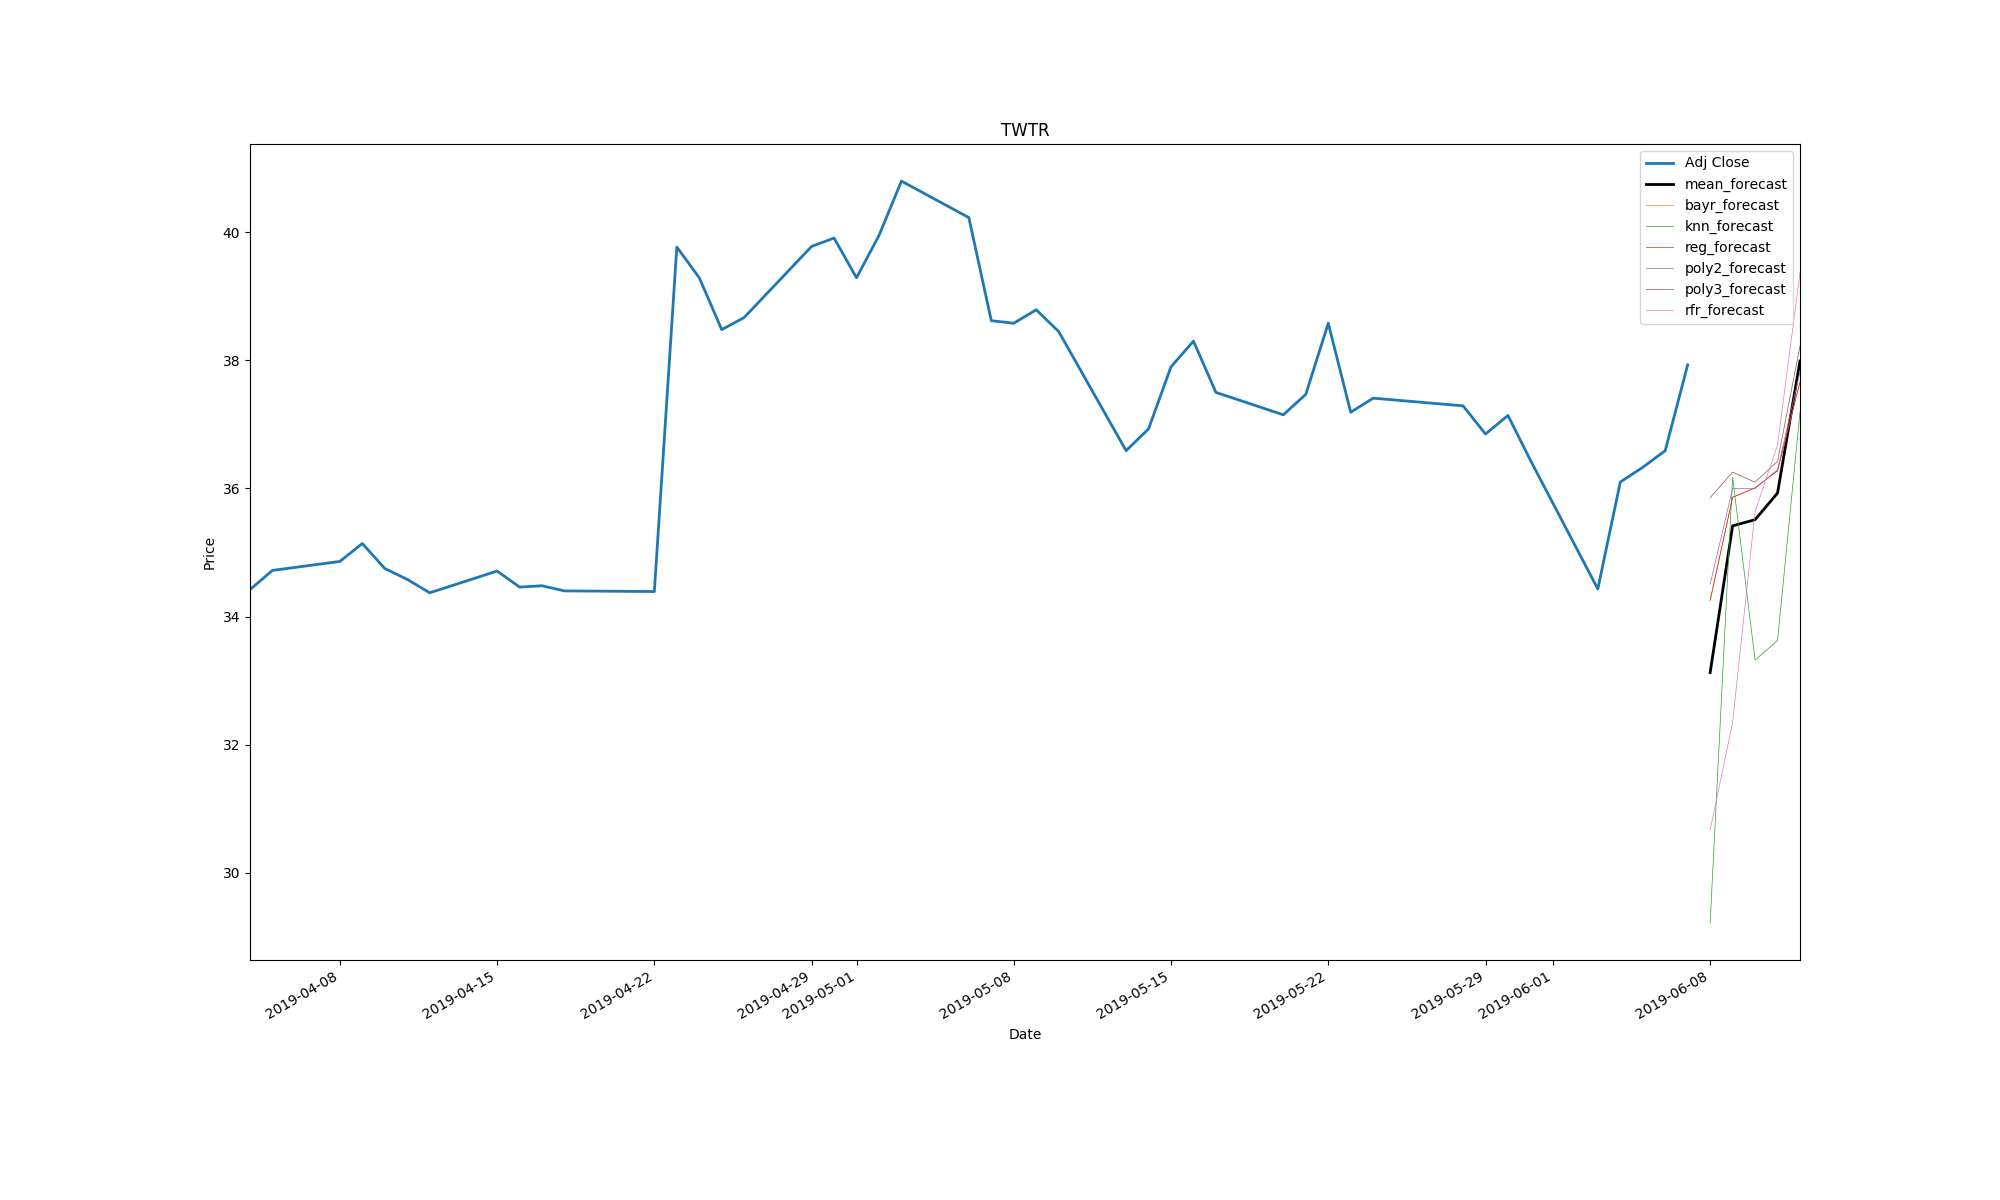 TWTR
Adj Close
mean_forecast
bayr_forecast
knn_forecast
reg_forecast
poly2_forecast
poly3_forecast
rfr_forecast
40
38
36
34
32
30
Price
2019-04-08
2019-04-15
2019-04-22
2019-04-29
2019-05-01
2019-05-08
2019-05-15
2019-05-22
2019-05-29
2019-06-01
2019-06-08
Date